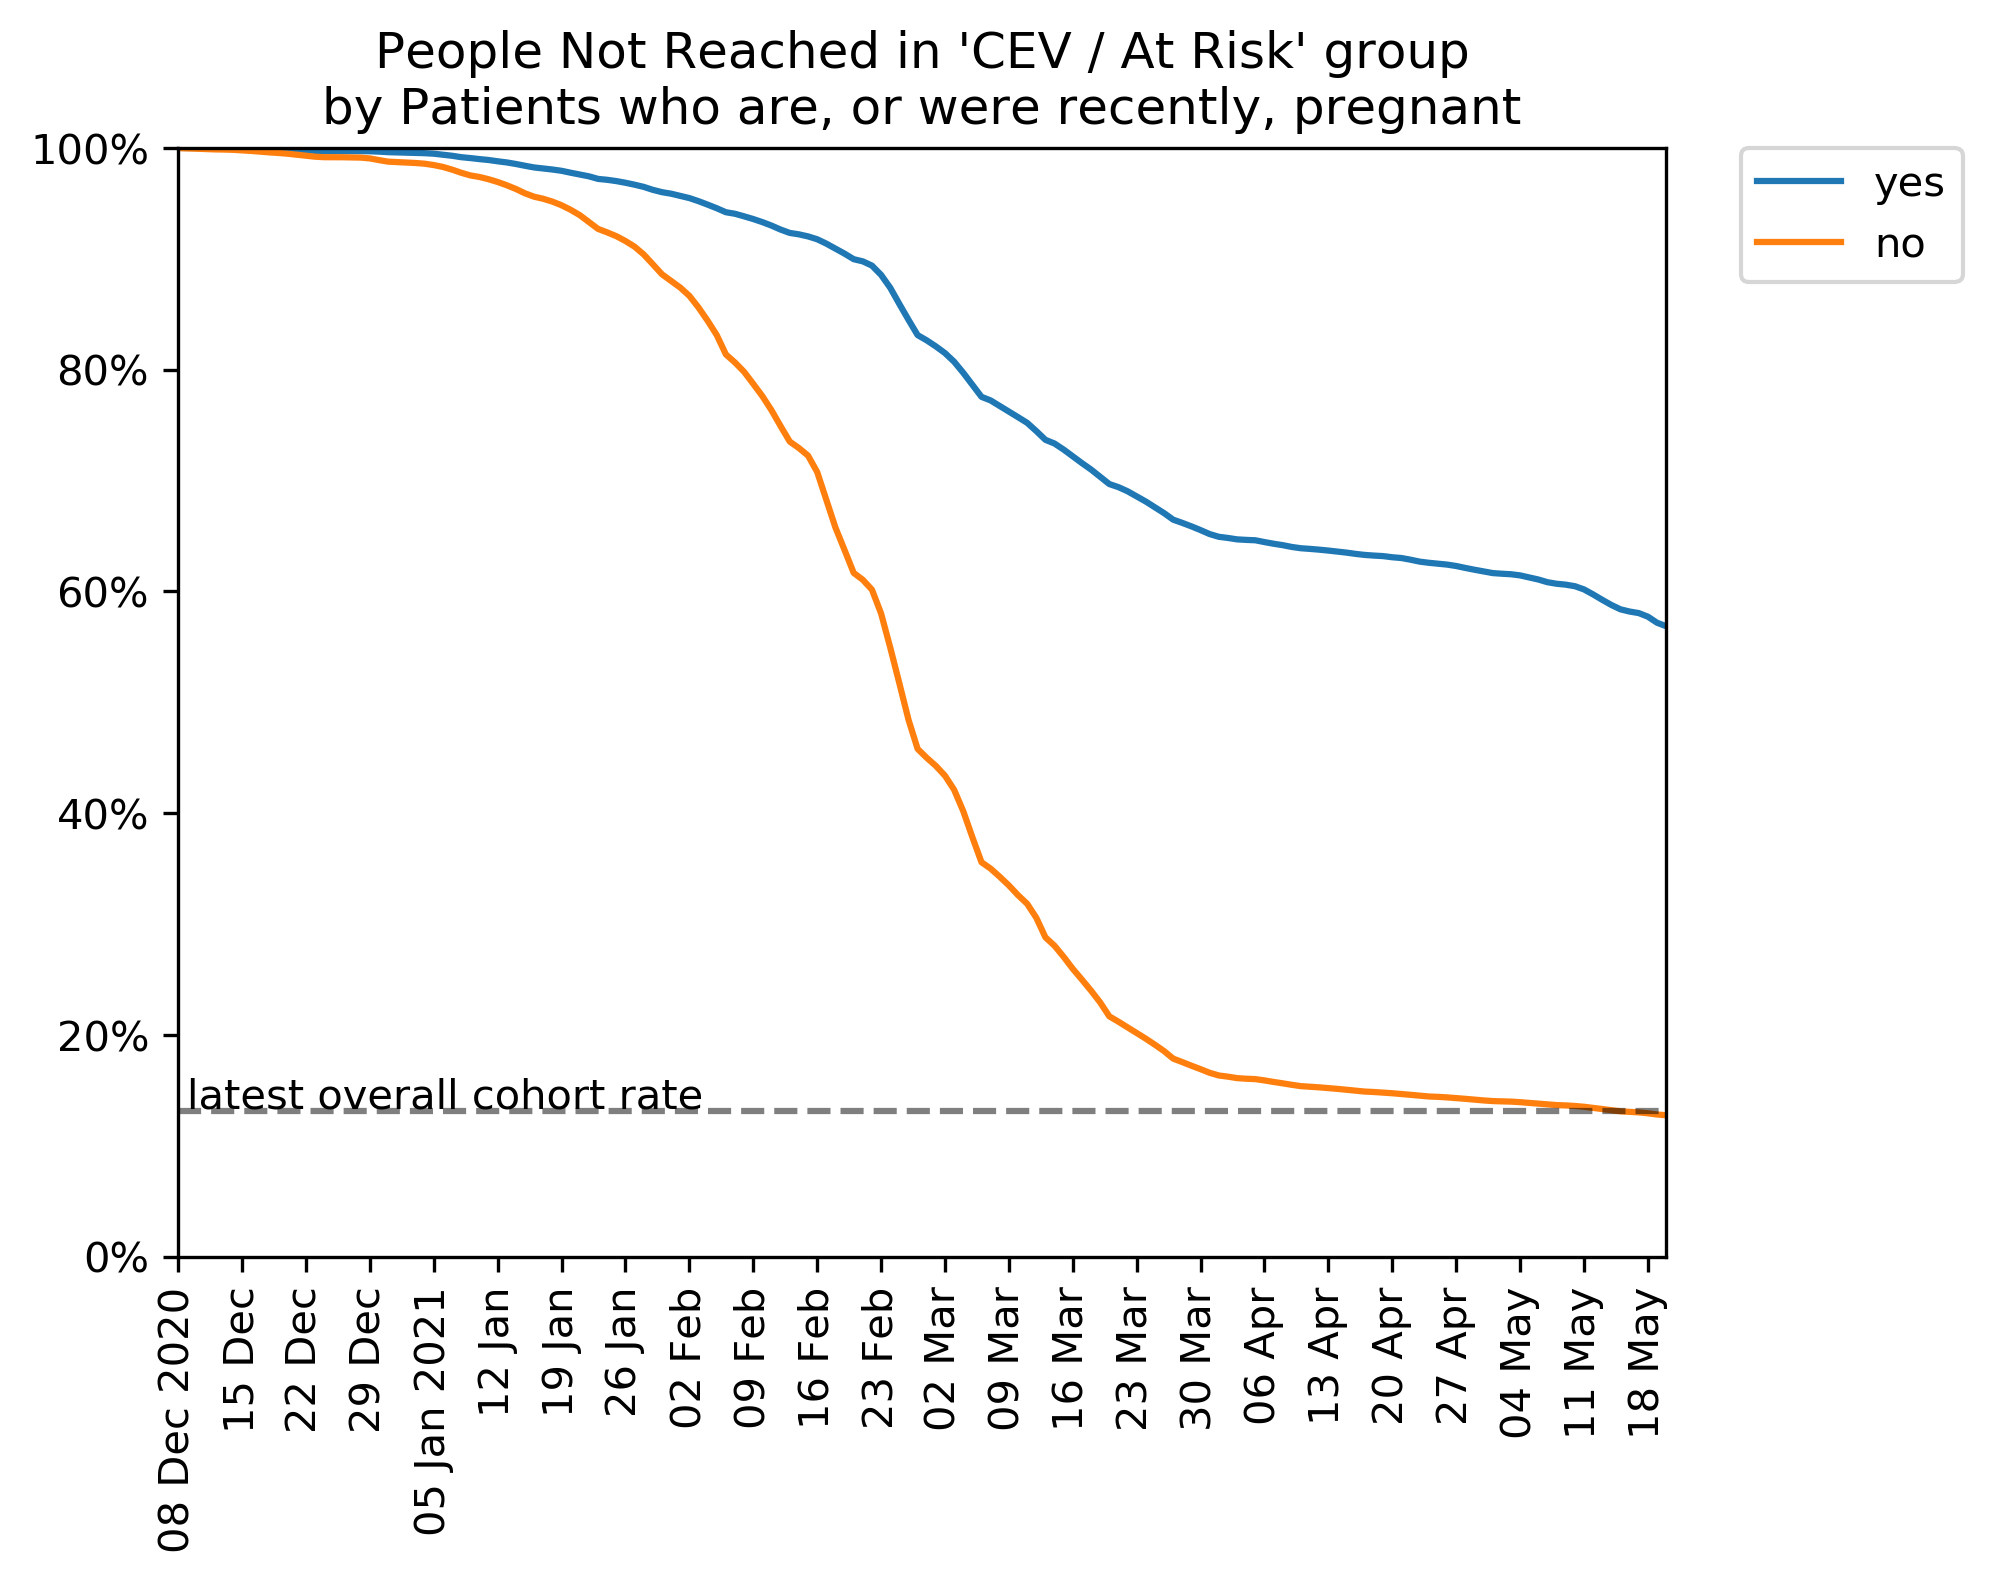 People Not Reached in 'CEV / At Risk' group
by Patients who are, or were recently, pregnant
100%
80%
60%
40%
20%
0%
yes
no
latest overall cohort rate
08 Dec 2020
15 Dec
22 Dec
29 Dec
05 Jan 2021
12 Jan
19 Jan
26 Jan
02 Feb
09 Feb
16 Feb
23 Feb
02 Mar
09 Mar
16 Mar
23 Mar
30 Mar
06 Apr
13 Apr
20 Apr
27 Apr
04 May
11 May
18 May